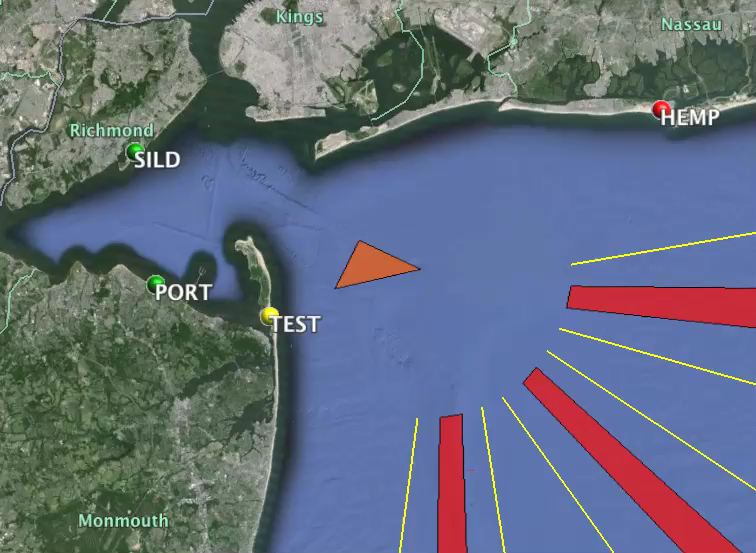 Kings
Nassau
HEMP
Richmond
SILD
PORT
TEST
Monmouth